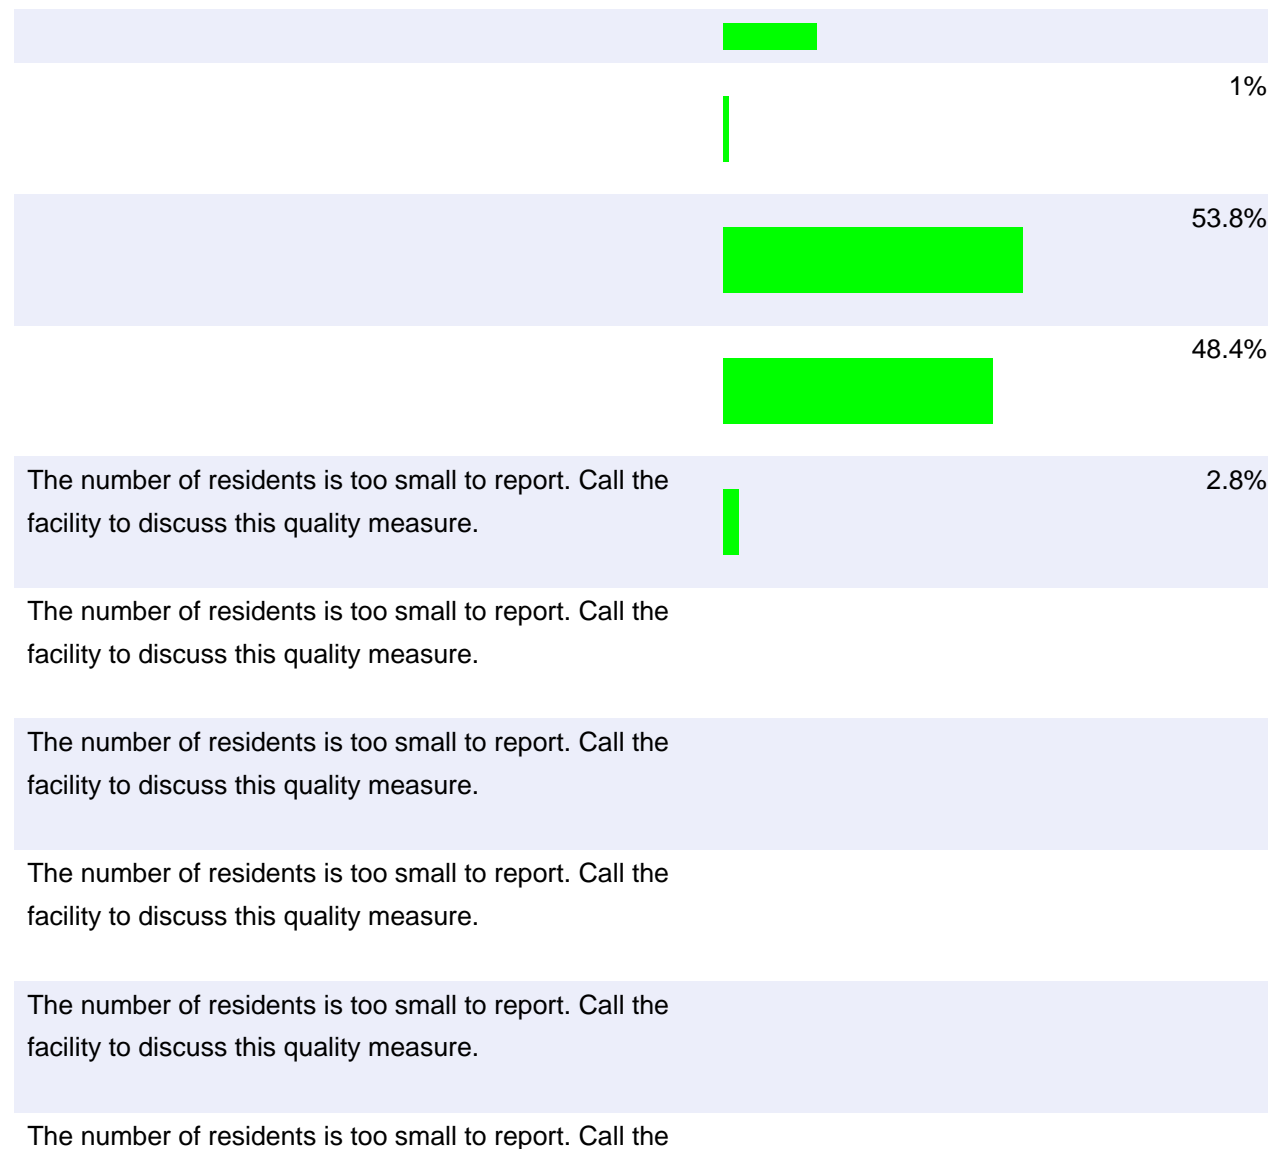 1%
53.8%
48.4%
The number of residents is too small to report. Call the
2.8%
facility to discuss this quality measure.
The number of residents is too small to report. Call the
facility to discuss this quality measure.
The number of residents is too small to report. Call the
facility to discuss this quality measure.
The number of residents is too small to report. Call the
facility to discuss this quality measure.
The number of residents is too small to report. Call the
facility to discuss this quality measure.
The number of residents is too small to report. Call the